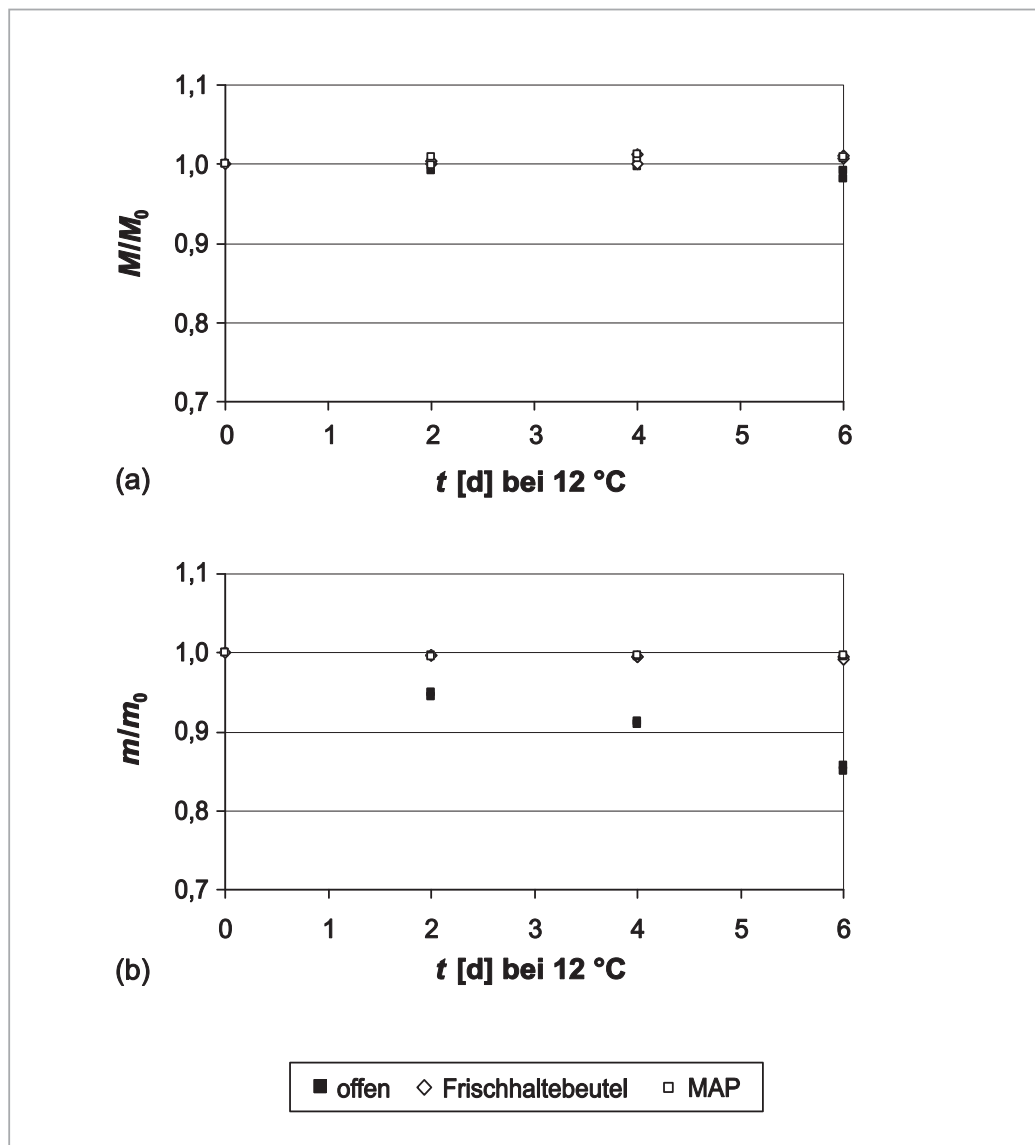 1,1
1,0
0,9
0,8
0,7
M/M0
0 1 2 3 4 5 6
(a)
t [d] bei 12 °C
1,1
1,0
0,9
0,8
0,7
m/m0
0 1 2 3 4 5 6
(b)
t [d] bei 12 °C
offen Frischhaltebeutel MAP